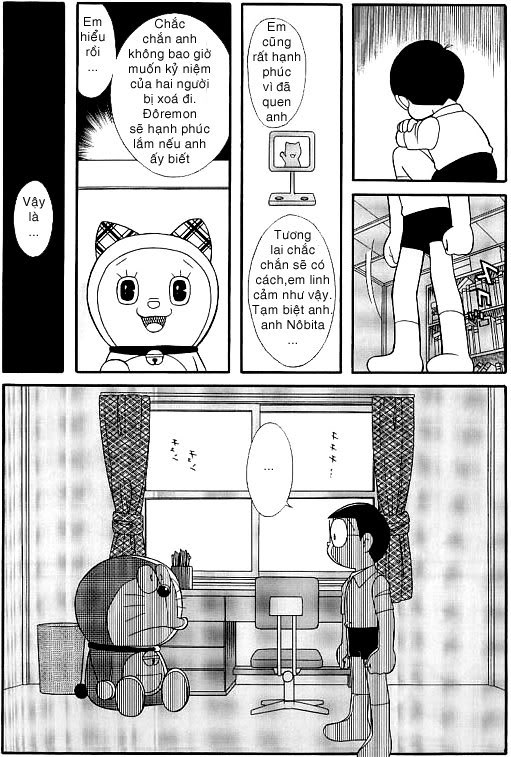 Vậy
là
...
Em
hiểu
rồi
...
Chắc
chắn anh
không bao giờ
muốn kỷ niệm
của hai người
bị xoá đi.
Đôremon
sẽ hạnh phúc
lắm nếu anh
ấy biết
Em
cũng
rất hạnh
phúc
vì đã
quen
anh
Tương
lai chắc
chắn sẽ có
cách,em linh
cảm như vậy.
Tạm biệt anh,
anh Nôbita
...
...